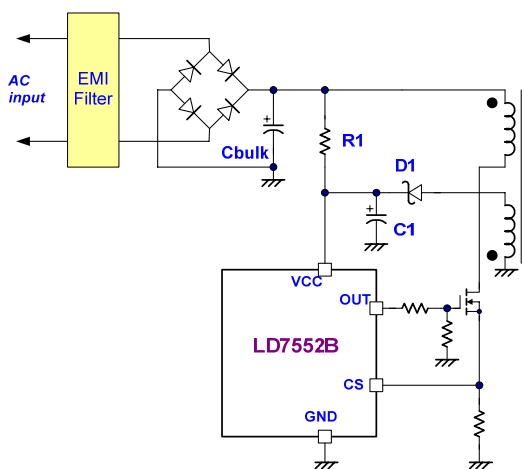 AC
input
EMI
Filter
+
Cbulk
R1
D1
+
C1
VCC
OUT
LD7552B
CS
GND